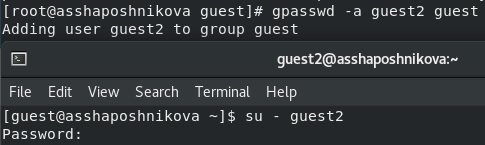 [root@asshaposhnikova guest]# gpasswd -a guest2 guest
Adding user guest2 to group guest
guest2@asshaposhnikova:~
File Edit View Search Terminal Help
[guest@asshaposhnikova ~]$ su - guest2
Password: